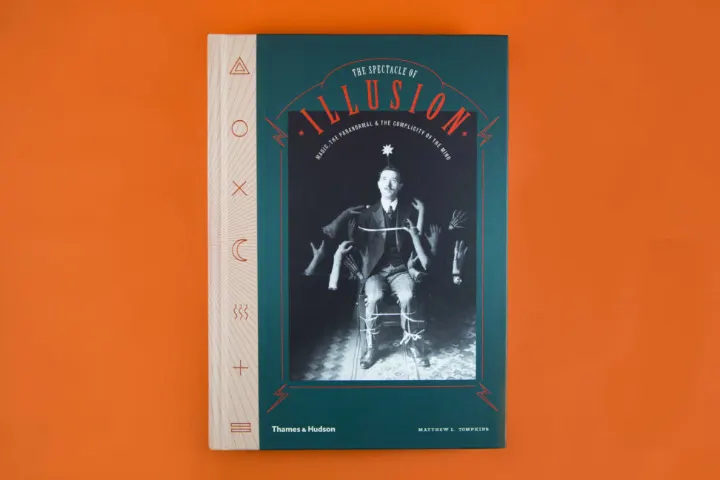 THE SPECTACLE OF
ILLUSION
MAGIC, THE PARANORMAL & THE COMPLICITY OF THE MIND
Thames & Hudson
MATTHEW L. TOMPKINS